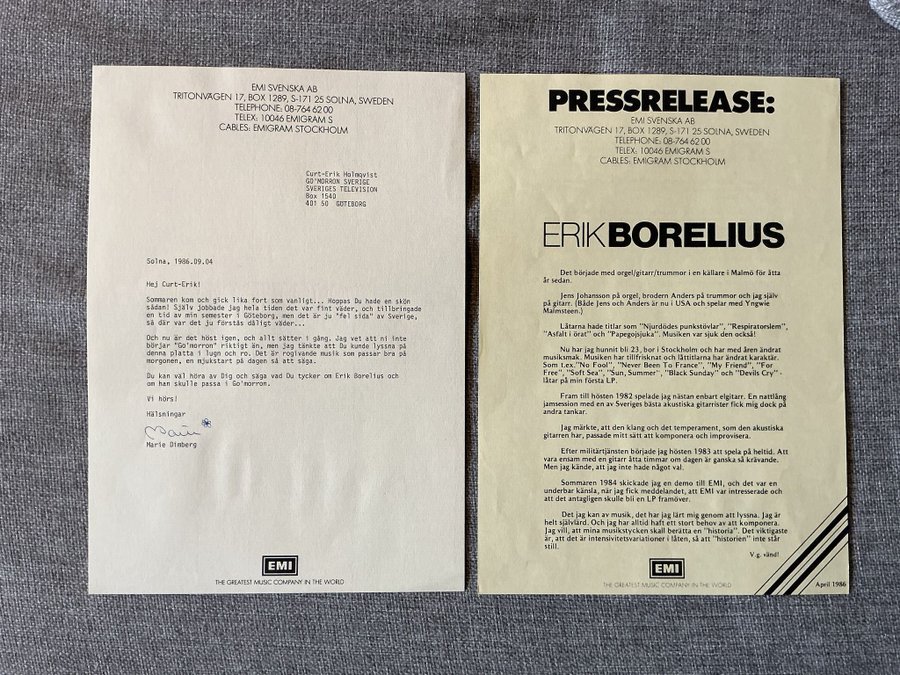 EMI SVENSKA AB
TRITONVÄGEN 17, BOX 1289, S-171 25 SOLNA, SWEDEN
TELEPHONE: 08-764 62 00
TELEX: 10046 EMIGRAM S
CABLES: EMIGRAM STOCKHOLM
Curt-Erik Holmqvist
GO'MORRON SVERIGE
SVERIGES TELEVISION
Box 1540
401 50 GÖTEBORG
Solna, 1986.09.04
Hej Curt-Erik!
Sommaren kom och gick lika fort som vanligt... Hoppas Du hade en skön
sådan! Själv jobbade jag hela tiden det var fint väder, och tillbringade
en tid av min semester i Göteborg, men det är ju 'fel sida" av Sverige,
så där var det ju förstås dåligt väder...
Och nu är det höst igen, och allt sätter i gång. Jag vet att ni inte
börjar "Go'morron" riktigt än, men jag tänkte att Du kunde lyssna på
denna platta i lugn och ro. Det är rogivande musik som passar bra på
morgonen, en mjukstart på dagen så att säga.
Du kan väl höra av Dig och säga vad Du tycker om Erik Borelius och
om han skulle passa i Go'morron.
Vi hörs!
Hälsningar
Marie
Marie Dimberg
EMI
THE GREATEST MUSIC COMPANY IN THE WORLD
PRESSRELEASE:
EMI SVENSKA AB
TRITONVÄGEN 17, BOX 1289, S-171 25 SOLNA, SWEDEN
TELEPHONE: 08-764 62 00
TELEX: 10046 EMIGRAM S
CABLES: EMIGRAM STOCKHOLM
ERIKBORELIUS
Det började med orgel/gitarr/trummor i en källare i Malmö för åtta
år sedan.
Jens Johansson på orgel, brodern Anders på trummor och jag själv
på gitarr. (Både Jens och Anders är nu i USA och spelar med Yngwie
Malmsteen.)
Låtarna hade titlar som "Njurdödes punkstövlar", "Respiratorslem",
"Asfalt i örat" och "Papegojsjuka". Musiken var sjuk den också!
Nu har jag hunnit bli 23, bor i Stockholm och har med åren ändrat
musiksmak. Musiken har tillfrisknat och låttitlarna har ändrat karaktär.
Som t.ex."No Fool", "Never Been To France", "My Friend", "For
Free", "Soft Sea", "Sun, Summer", "Black Sunday" och "Devils Cry" -
låtar på min första LP.
Fram till hösten 1982 spelade jag nästan enbart elgitarr. En nattlång
jamsession med en av Sveriges bästa akustiska gitarrister fick mig dock på
andra tankar.
Jag märkte, att den klang och det temperament, som den akustiska
gitarren har, passade mitt sätt att komponera och improvisera.
Efter militärtjänsten började jag hösten 1983 att spela på heltid. Att
vara ensam med en gitarr åtta timmar om dagen är ganska så krävande.
Men jag kände, att jag inte hade något val.
Sommaren 1984 skickade jag en demo till EMI, och det var en
underbar känsla, när jag fick meddelandet, att EMI var intresserade och
att det antagligen skulle bli en LP framöver.
Det jag kan av musik, det har jag lärt mig genom att lyssna. Jag är
helt självlärd. Och jag har alltid haft ett stort behov av att komponera.
Jag vill, att mina musikstycken skall berätta en "historia". Det viktigaste
är, att det är intensivitetsvariationer i låten, så att "historien" inte står
still.
V.g. vänd!
EMI
THE GREATEST MUSIC COMPANY IN THE WORLD
April 1986